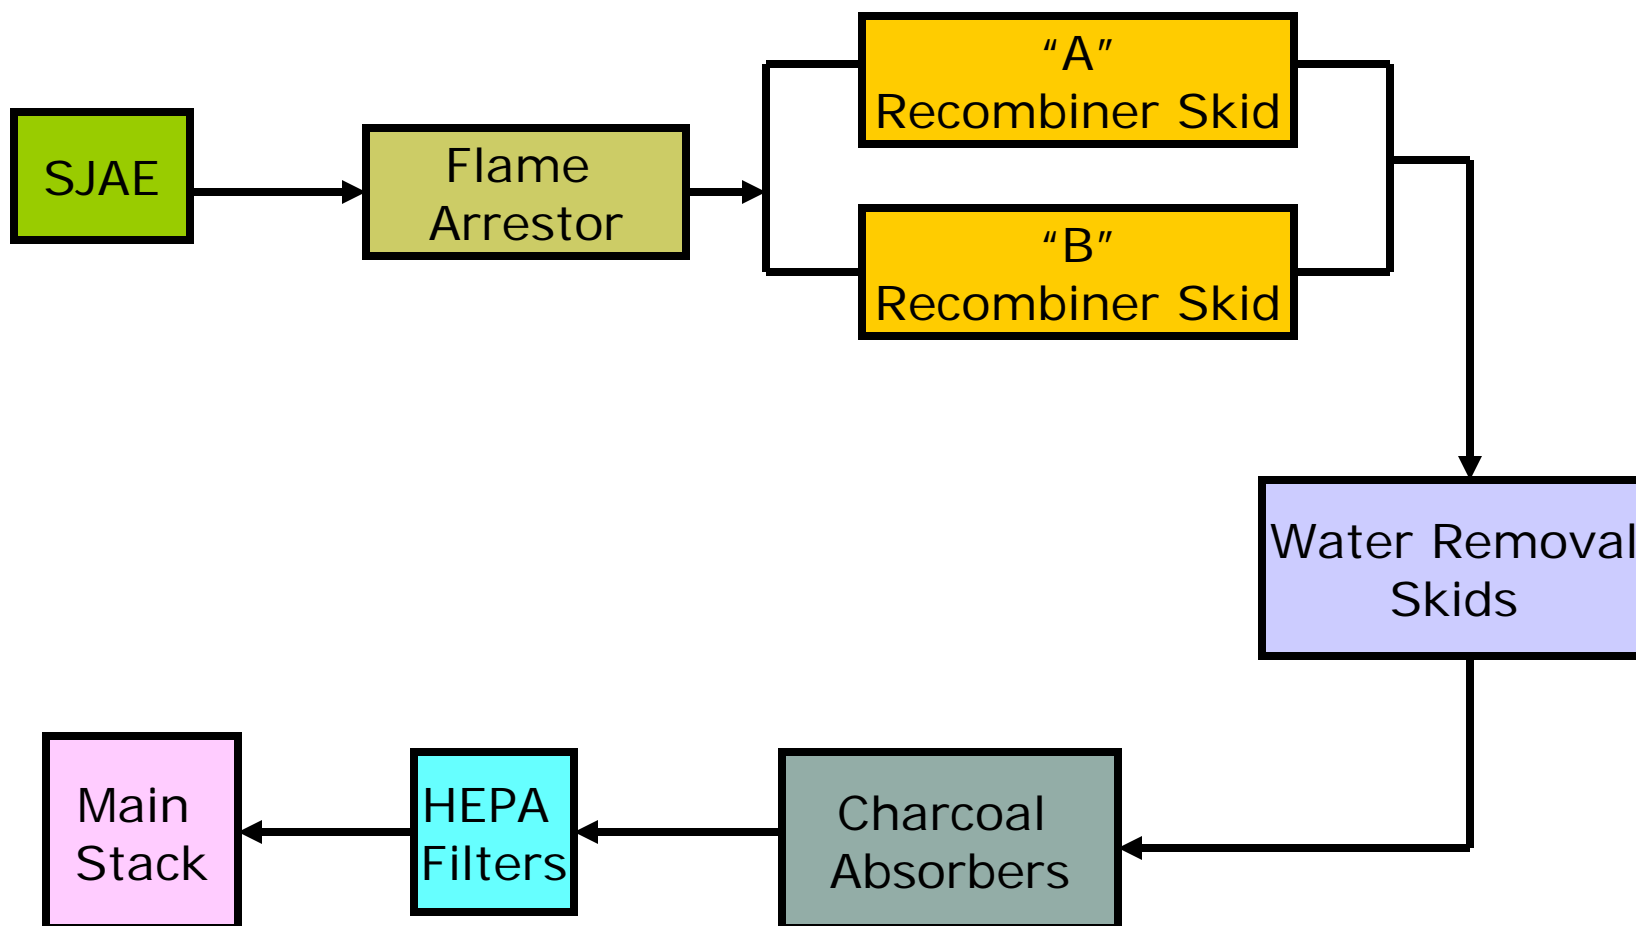 SJAE
Flame
Arrestor
“A”
Recombiner Skid
“B”
Recombiner Skid
Water Removal
Skids
Charcoal
Absorbers
HEPA
Filters
Main
Stack